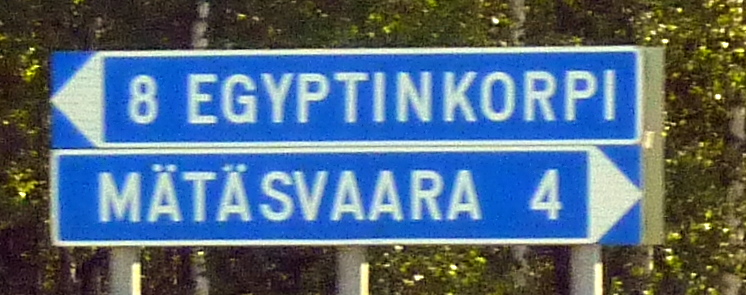 8 EGYPTINKORPI
MÄTÄSVAARA 4